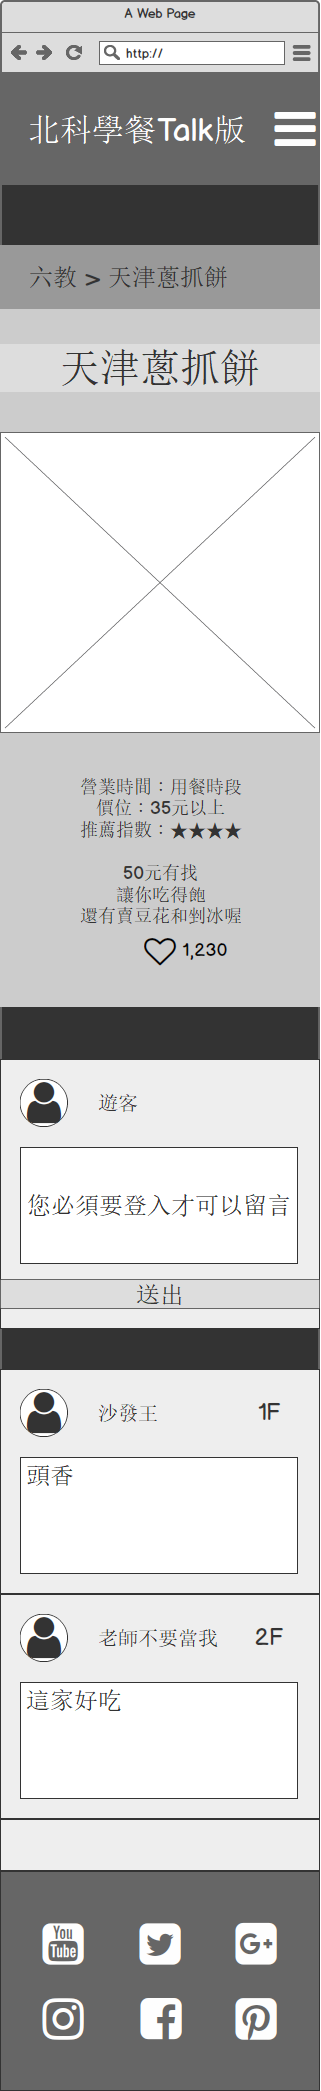 A Web Page
http://
北科學餐Talk版
六教 > 天津蔥抓餅
天津蔥抓餅
營業時間：用餐時段
價位：35元以上
推薦指數：★★★★
50元有找
讓你吃得飽
還有賣豆花和剉冰喔
1,230
遊客
您必須要登入才可以留言
送出
沙發王 1F
頭香
老師不要當我 2F
這家好吃
You
Tube
G+